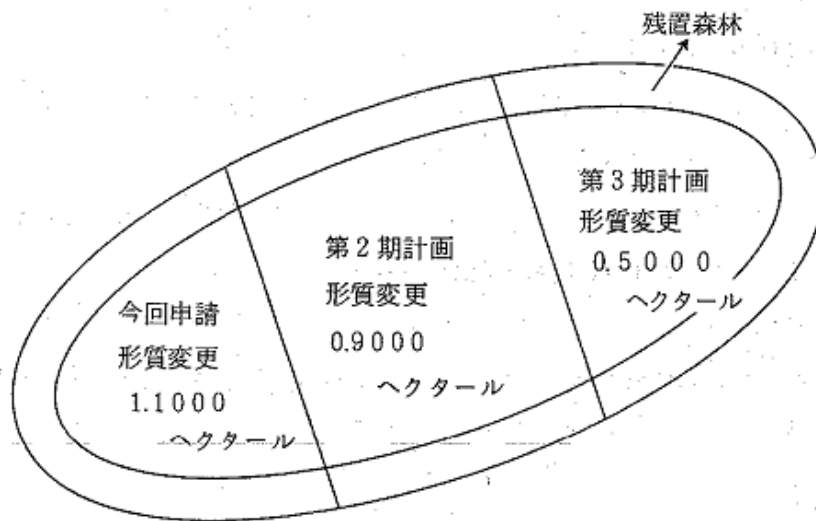 残置森林
第3期計画
形質変更
0.5000
ヘクタール
第2期計画
形質変更
0.9000
ヘクタール
今回申請
形質変更
1.1000
ヘクタール